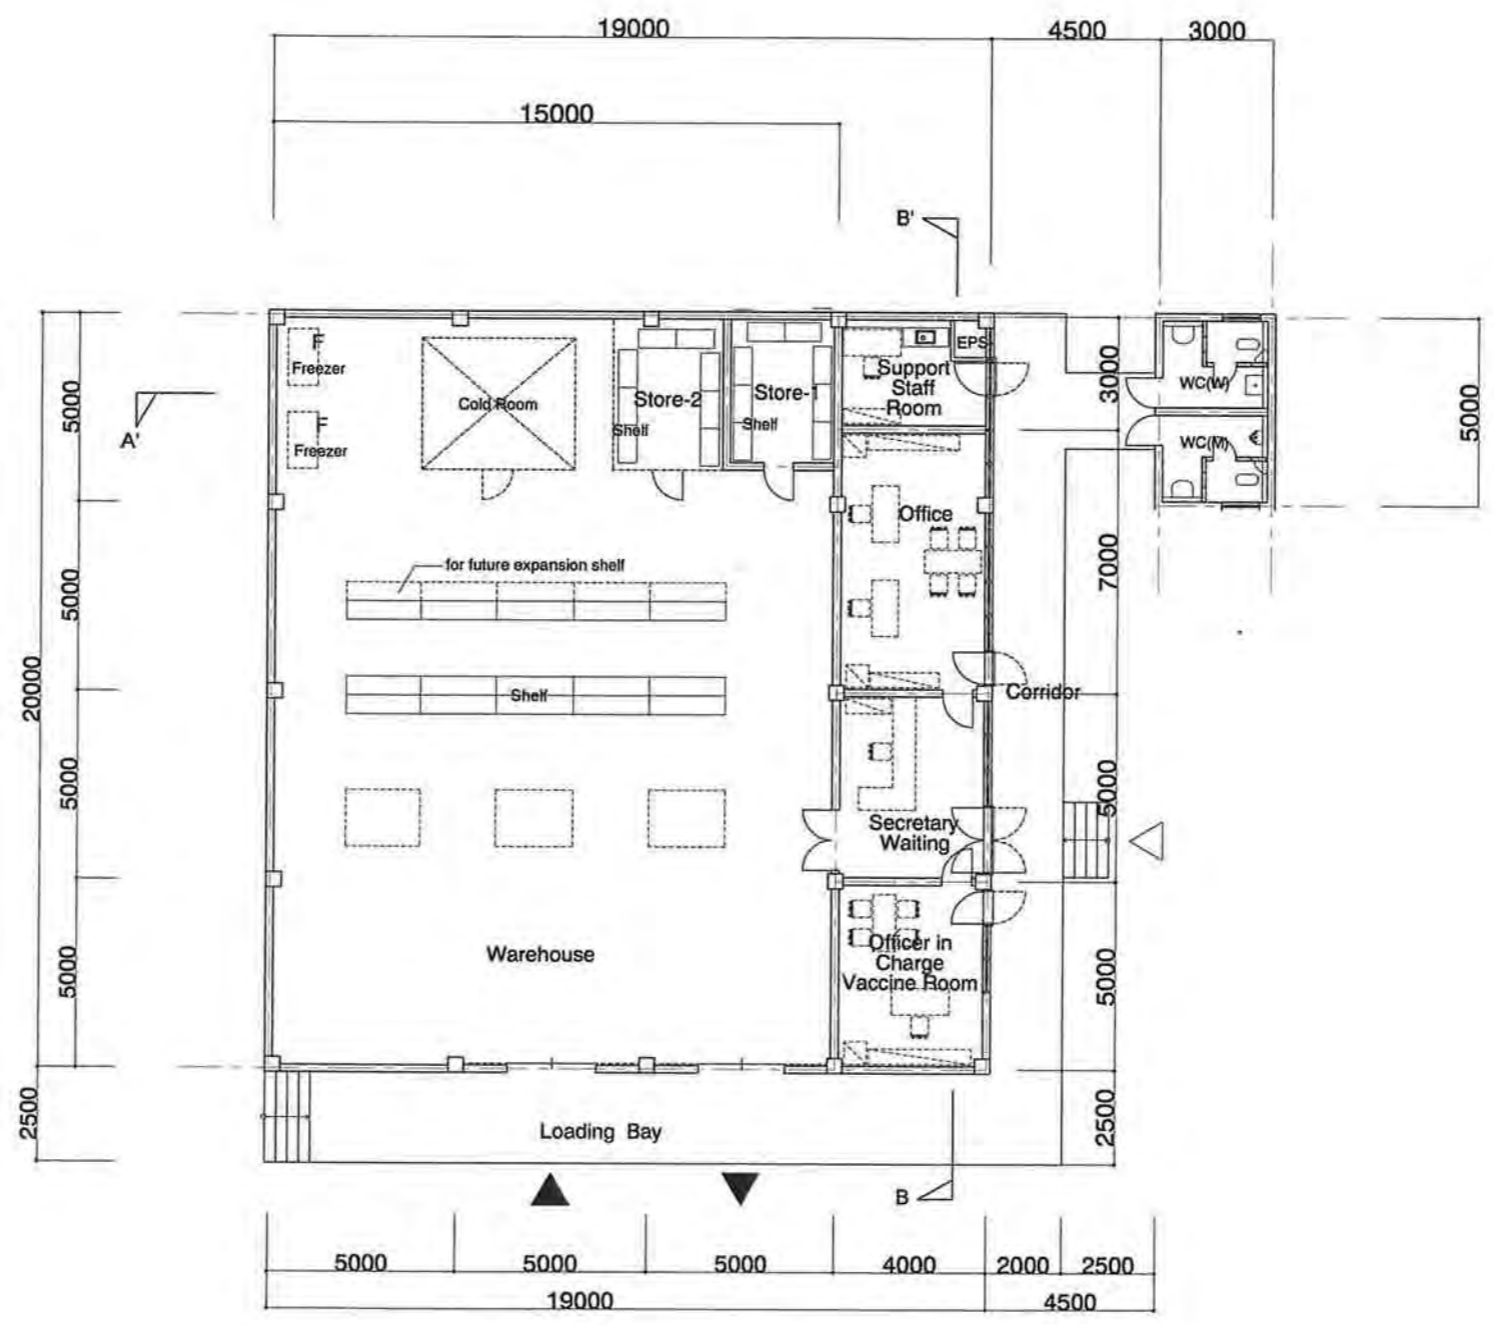 19000
4500
3000
15000
B'
A'
F
Freezer
F
Freezer
Cold Room
Store-2
Shelf
Store-1
Shelf
EPS
Support
Staff
Room
WC(W)
WC(M)
3000
5000
5000
Office
for future expansion shelf
7000
5000
Shelf
Corridor
20000
5000
5000
Secretary
Waiting
Officer in
Charge
Vaccine Room
Warehouse
5000
5000
2500
2500
Loading Bay
B
5000
5000
5000
4000
2000
2500
19000
4500